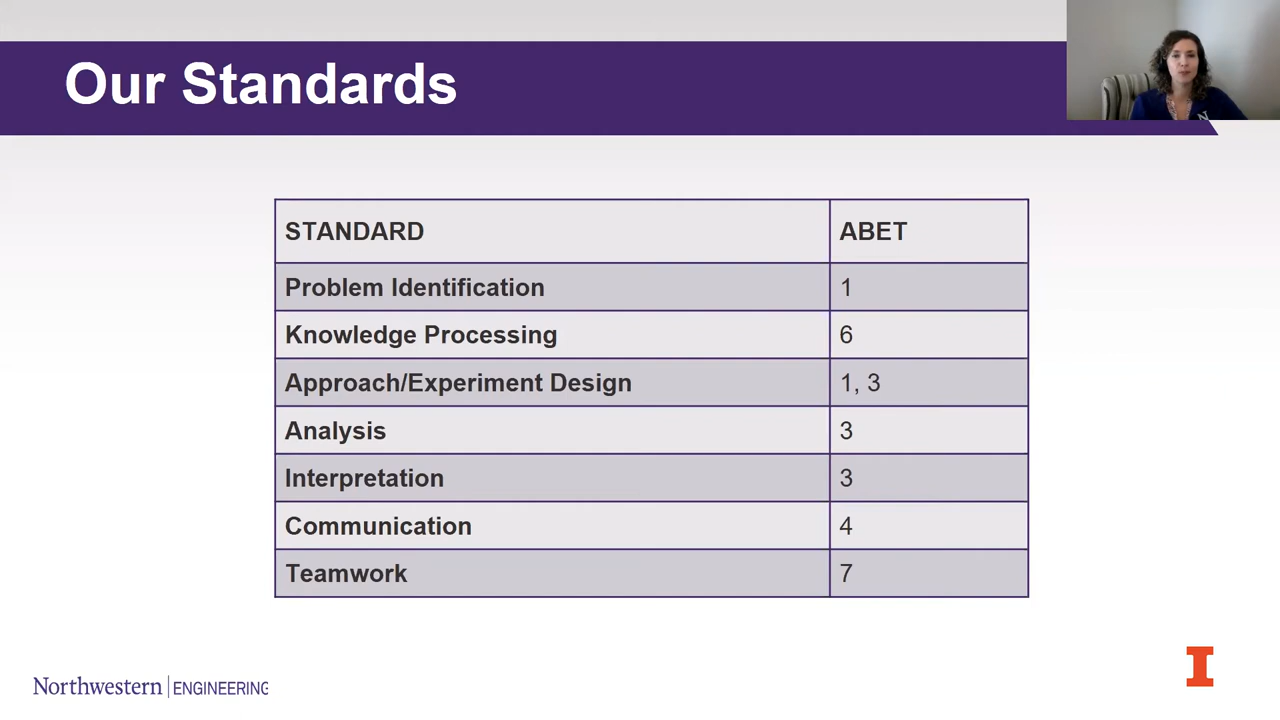 Our Standards
N
STANDARD ABET
Problem Identification 1
Knowledge Processing 6
Approach/Experiment Design 1, 3
Analysis 3
Interpretation 3
Communication 4
Teamwork 7
Northwestern | ENGINEERING
I